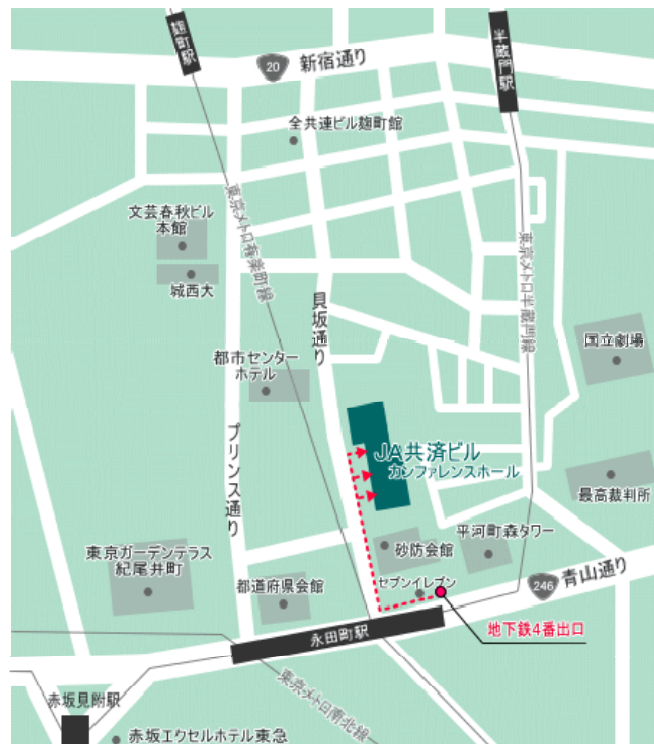 麹町駅
半蔵門駅
20
新宿通り
全共連ビル麹町館
東京メトロ有楽町線
文芸春秋ビル
本館
城西大
東京メトロ半蔵門線
貝坂通り
国立劇場
都市センター
ホテル
プリンス通り
JA共済ビル
カンファレンスホール
最高裁判所
平河町森タワー
砂防会館
東京ガーデンテラス
紀尾井町
都道府県会館
セブンイレブン
246
青山通り
地下鉄4番出口
永田町駅
東京メトロ南北線
赤坂見附駅
赤坂エクセルホテル東急